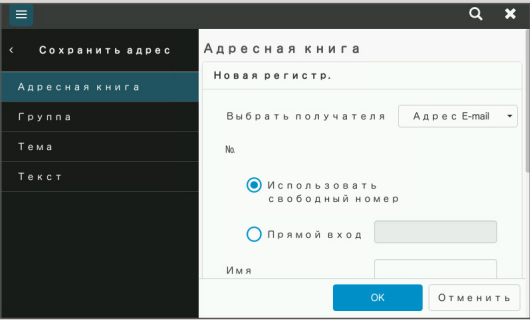 Сохранить адрес
Адресная книга
Группа
Тема
Текст
Адресная книга
Новая регистр.
Выбрать получателя
Адрес E-mail
№
Использовать
свободный номер
Прямой вход
Имя
OK
Отменить